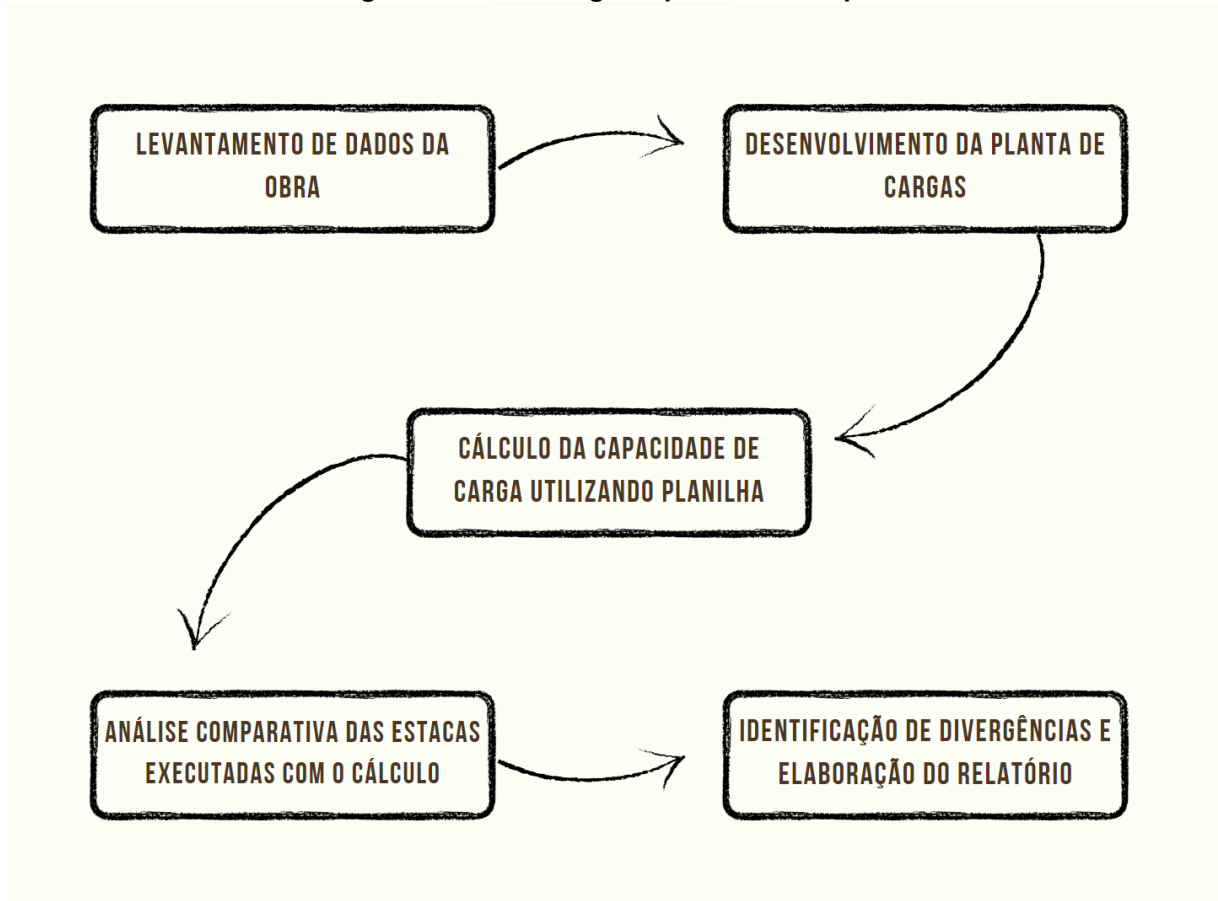 LEVANTAMENTO DE DADOS DA
OBRA
DESENVOLVIMENTO DA PLANTA DE
CARGAS
CÁLCULO DA CAPACIDADE DE
CARGA UTILIZANDO PLANILHA
ANÁLISE COMPARATIVA DAS ESTACAS
EXECUTADAS COM O CÁLCULO
IDENTIFICAÇÃO DE DIVERGÊNCIAS E
ELABORAÇÃO DO RELATÓRIO